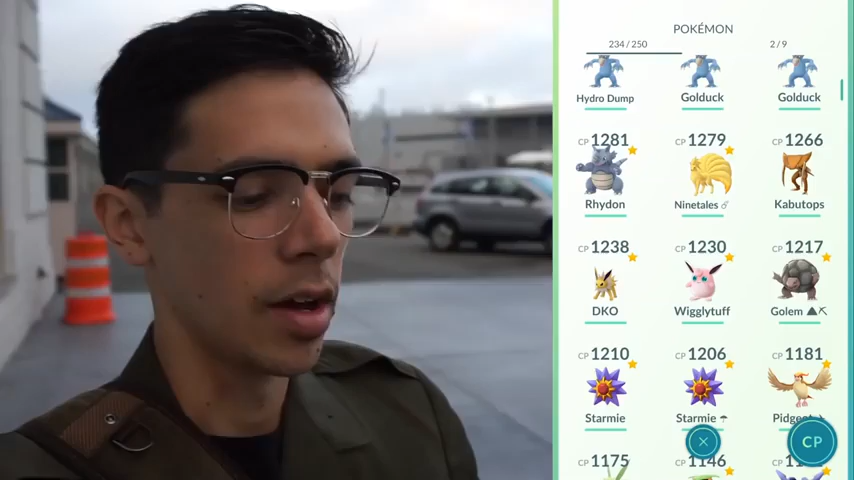 POKÉMON
234 / 250
2 / 9
Hydro Dump Golduck Golduck
CP 1281 CP 1279 CP 1266
Rhydon Ninetales Kabutops
CP 1238 CP 1230 CP 1217
DKO Wigglytuff Golem
CP 1210 CP 1206 CP 1181
Starmie Starmie
CP
CP 1175 CP 1146 CP